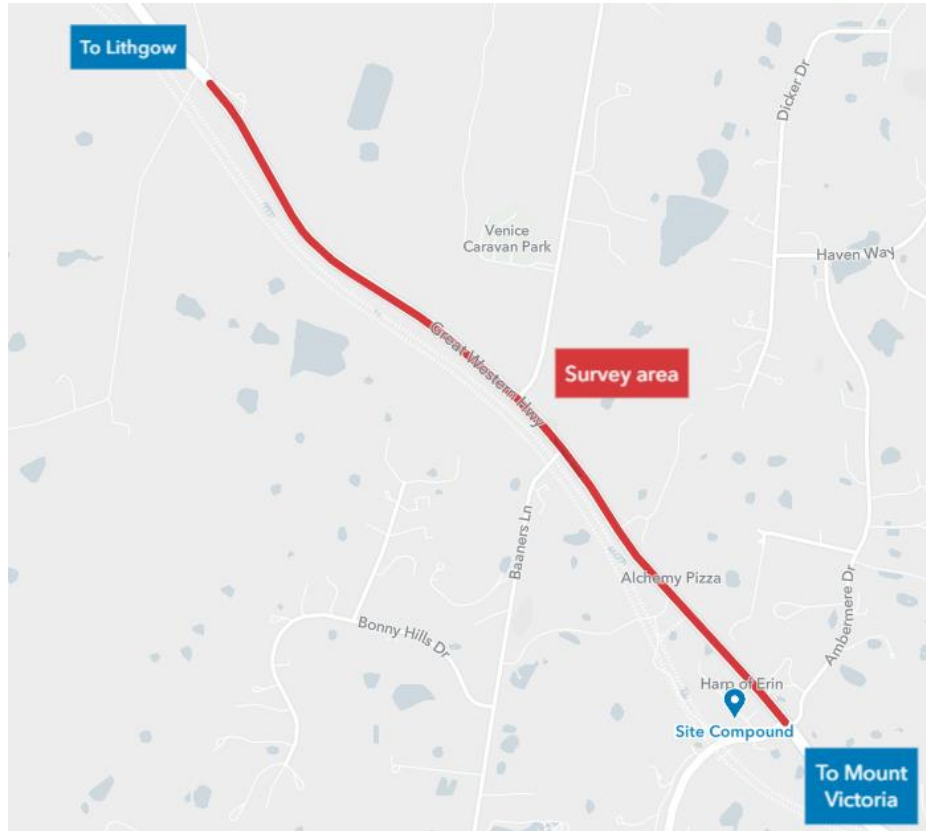 To Lithgow
Dicker Dr
Venice
Caravan Park
Haven Way
Great Western Hwy
Survey area
Baaners Ln
Alchemy Pizza
Ambermere Dr
Bonny Hills Dr
Harp of Erin
Site Compound
To Mount
Victoria